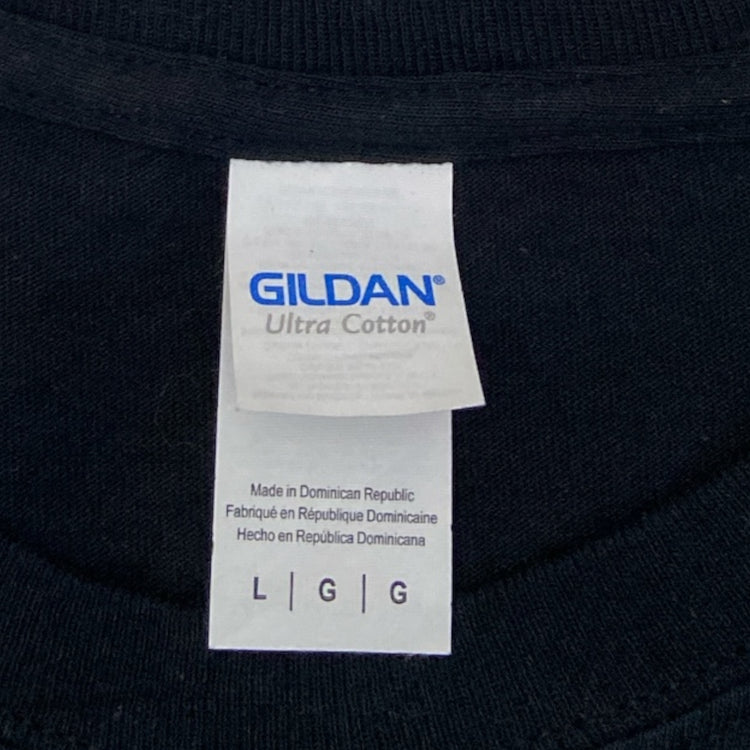 GILDAN®
Ultra Cotton®
Made in Dominican Republic
Fabriqué en République Dominicaine
Hecho en República Dominicana
L | G | G